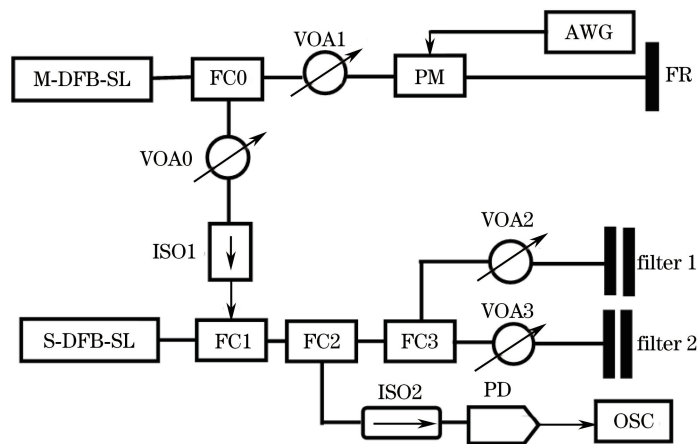 AWG
VOA1
M-DFB-SL
FC0
PM
FR
VOA0
VOA2
ISO1
filter 1
VOA3
S-DFB-SL
FC1
FC2
FC3
filter 2
ISO2
PD
OSC